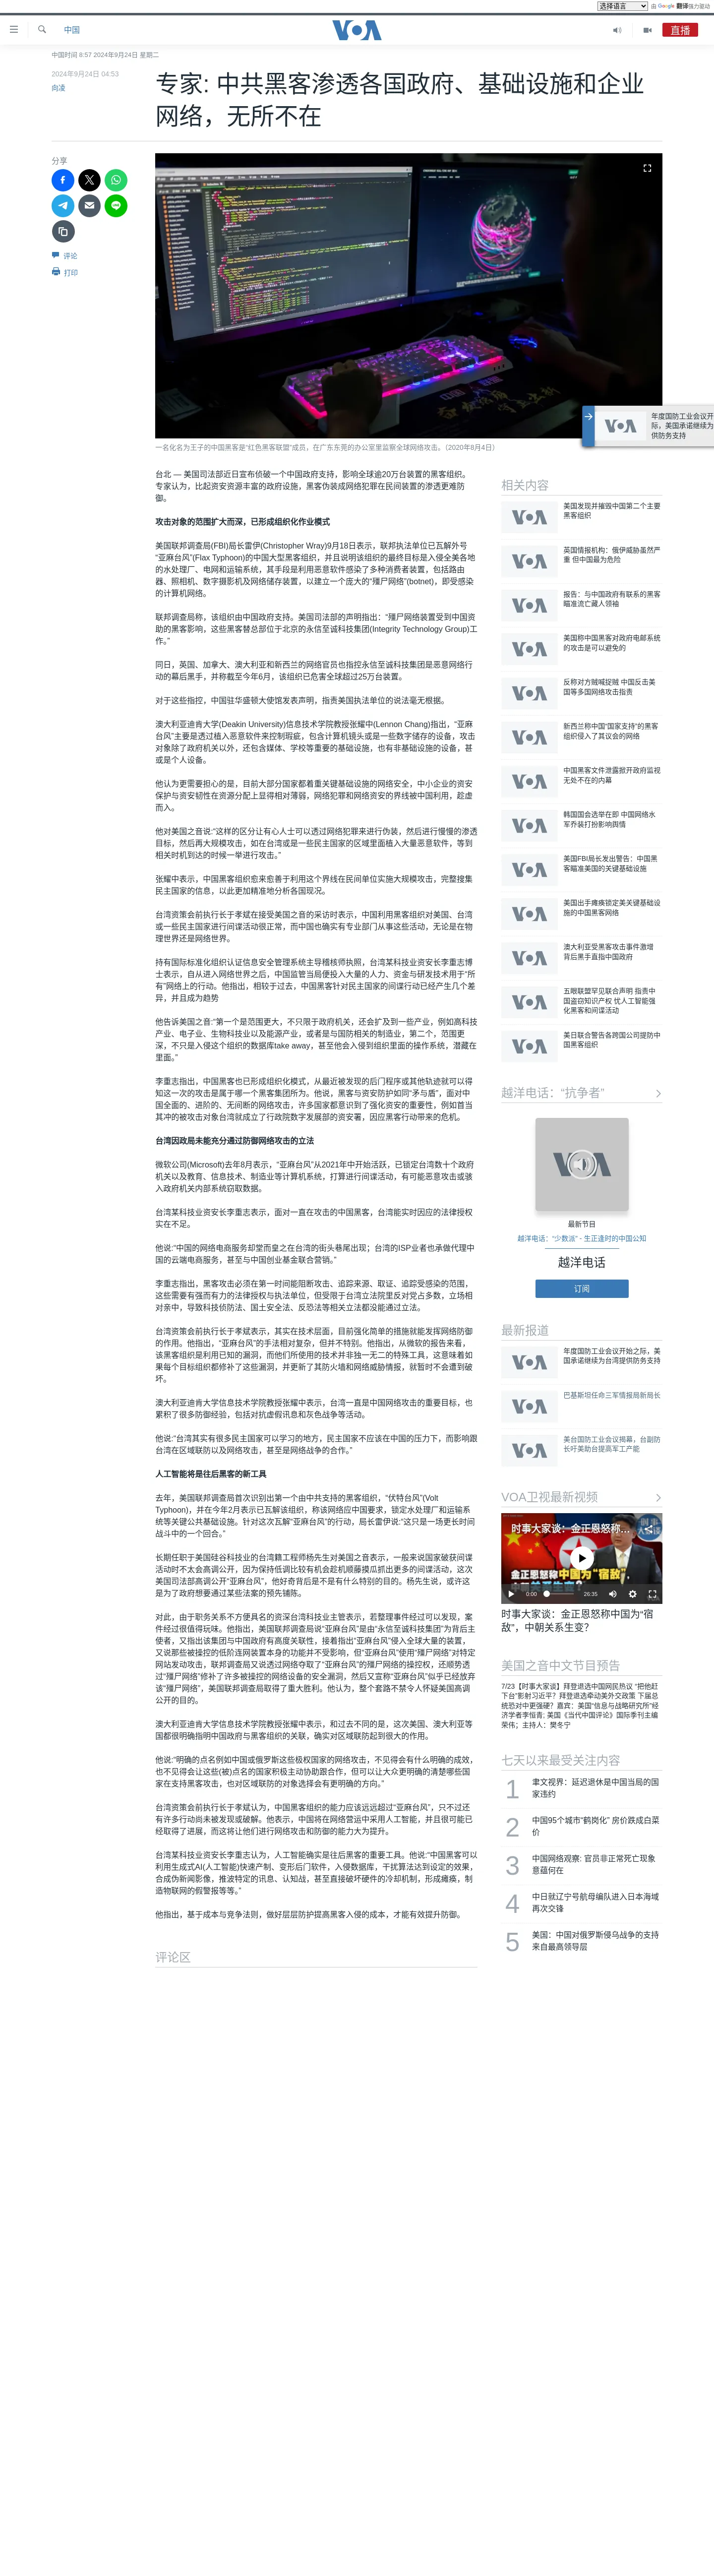 选择语言 由 Google 翻译强力驱动
中国
VOA
直播
中国时间 8:57 2024年9月24日 星期二
2024年9月24日 04:53
向凌
专家: 中共黑客渗透各国政府、基础设施和企业
网络，无所不在
分享
评论
打印
一名化名为王子的中国黑客是“红色黑客联盟”成员，在广东东莞的办公室里监察全球网络攻击。（2020年8月4日）
年度国防工业会议开
际，美国承诺继续为
供防务支持
台北 — 美国司法部近日宣布侦破一个中国政府支持，影响全球逾20万台装置的黑客组织。
专家认为，比起资安资源丰富的政府设施，黑客伪装成网络犯罪在民间装置的渗透更难防
御。
攻击对象的范围扩大而深，已形成组织化作业模式
美国联邦调查局(FBI)局长雷伊(Christopher Wray)9月18日表示，联邦执法单位已瓦解外号
“亚麻台风”(Flax Typhoon)的中国大型黑客组织，并且说明该组织的最终目标是入侵全美各地
的水处理厂、电网和运输系统，其手段是利用恶意软件感染了多种消费者装置，包括路由
器、照相机、数字摄影机及网络储存装置，以建立一个庞大的“殭尸网络”(botnet)，即受感染
的计算机网络。
联邦调查局称，该组织由中国政府支持。美国司法部的声明指出: “殭尸网络装置受到中国资
助的黑客影响，这些黑客替总部位于北京的永信至诚科技集团(Integrity Technology Group)工
作。”
同日，英国、加拿大、澳大利亚和新西兰的网络官员也指控永信至诚科技集团是恶意网络行
动的幕后黑手，并称截至今年6月，该组织已危害全球超过25万台装置。
对于这些指控，中国驻华盛顿大使馆发表声明，指责美国执法单位的说法毫无根据。
澳大利亚迪肯大学(Deakin University)信息技术学院教授张耀中(Lennon Chang)指出，“亚麻
台风”主要是透过植入恶意软件来控制瑕疵，包含计算机镜头或是一些数字储存的设备，攻击
对象除了政府机关以外，还包含媒体、学校等重要的基础设施，也有非基础设施的设备，甚
或是个人设备。
他认为更需要担心的是，目前大部分国家都着重关键基础设施的网络安全，中小企业的资安
保护与资安韧性在资源分配上显得相对薄弱，网络犯罪和网络资安的界线被中国利用，趁虚
而入。
他对美国之音说:“这样的区分让有心人士可以透过网络犯罪来进行伪装，然后进行慢慢的渗透
目标，然后再大规模攻击，如在台湾或是一些民主国家的区域里面植入大量恶意软件，等到
相关时机到达的时候一举进行攻击。”
张耀中表示，中国黑客组织愈来愈善于利用这个界线在民间单位实施大规模攻击，完整搜集
民主国家的信息，以此更加精准地分析各国现况。
台湾资策会前执行长于孝斌在接受美国之音的采访时表示，中国利用黑客组织对美国、台湾
或一些民主国家进行间谍活动很正常，而中国也确实有专业部门从事这些活动，无论是在物
理世界还是网络世界。
持有国际标准化组织认证信息安全管理系统主导稽核师执照，台湾某科技业资安长李重志博
士表示，自从进入网络世界之后，中国监管当局便投入大量的人力、资金与研发技术用于“所
有”网络上的行动。他指出，相较于过去，中国黑客针对民主国家的间谍行动已经产生几个差
异，并且成为趋势
他告诉美国之音:“第一个是范围更大，不只限于政府机关，还会扩及到一些产业，例如高科技
产业、电子业、生物科技业以及能源产业，或者是与国防相关的制造业，第二个，范围更
深，不只是入侵这个组织的数据库take away，甚至他会入侵到组织里面的操作系统，潜藏在
里面。”
李重志指出，中国黑客也已形成组织化模式，从最近被发现的后门程序或其他轨迹就可以得
知这一次的攻击是属于哪一个黑客集团所为。他说，黑客与资安防护如同“矛与盾”，面对中
国全面的、进阶的、无间断的网络攻击，许多国家都意识到了强化资安的重要性，例如首当
其冲的被攻击对象台湾就成立了行政院数字发展部的资安署，因应黑客行动带来的危机。
台湾因政局未能充分通过防御网络攻击的立法
微软公司(Microsoft)去年8月表示，“亚麻台风”从2021年中开始活跃，已锁定台湾数十个政府
机关以及教育、信息技术、制造业等计算机系统，打算进行间谍活动，有可能恶意攻击或骇
入政府机关内部系统窃取数据。
台湾某科技业资安长李重志表示，面对一直在攻击的中国黑客，台湾能实时因应的法律授权
实在不足。
他说:“中国的网络电商服务却堂而皇之在台湾的街头巷尾出现；台湾的ISP业者也承做代理中
国的云端电商服务，甚至与中国创业基金联合营销。”
李重志指出，黑客攻击必须在第一时间能阻断攻击、追踪来源、取证、追踪受感染的范围，
这些需要有强而有力的法律授权与执法单位，但受限于台湾立法院里反对党占多数，立场相
对亲中，导致科技侦防法、国土安全法、反恐法等相关立法都没能通过立法。
台湾资策会前执行长于孝斌表示，其实在技术层面，目前强化简单的措施就能发挥网络防御
的作用。他指出，“亚麻台风”的手法相对复杂，但并不特别。他指出，从微软的报告来看，
该黑客组织是利用已知的漏洞，而他们所使用的技术并非独一无二的特殊工具。这意味着如
果每个目标组织都修补了这些漏洞，并更新了其防火墙和网络威胁情报，就暂时不会遭到破
坏。
澳大利亚迪肯大学信息技术学院教授张耀中表示，台湾一直是中国网络攻击的重要目标，也
累积了很多防御经验，包括对抗虚假讯息和灰色战争等活动。
他说:“台湾其实有很多民主国家可以学习的地方，民主国家不应该在中国的压力下，而影响跟
台湾在区域联防以及网络攻击，甚至是网络战争的合作。”
人工智能将是往后黑客的新工具
去年，美国联邦调查局首次识别出第一个由中共支持的黑客组织，“伏特台风”(Volt
Typhoon)，并在今年2月表示已瓦解该组织，称该网络应中国要求，锁定水处理厂和运输系
统等关键公共基础设施。针对这次瓦解“亚麻台风”的行动，局长雷伊说:“这只是一场更长时间
战斗中的一个回合。”
长期任职于美国硅谷科技业的台湾籍工程师杨先生对美国之音表示，一般来说国家破获间谍
活动时不太会高调公开，因为保持低调比较有机会趁机顺藤摸瓜抓出更多的间谍活动，这次
美国司法部高调公开“亚麻台风”，他好奇背后是不是有什么特别的目的。杨先生说，或许这
是为了政府想要通过某些法案的预先铺陈。
对此，由于职务关系不方便具名的资深台湾科技业主管表示，若整理事件经过可以发现，案
件经过很值得玩味。他指出，美国联邦调查局说“亚麻台风”是由“永信至诚科技集团”为背后主
使者，又指出该集团与中国政府有高度关联性，接着指出“亚麻台风”侵入全球大量的装置，
又说那些被操控的低阶连网装置本身的功能并不受影响，但“亚麻台风”使用“殭尸网络”对特定
网站发动攻击，联邦调查局又说透过网络夺取了“亚麻台风”的殭尸网络的操控权，还顺势透
过“殭尸网络”修补了许多被操控的网络设备的安全漏洞，然后又宣称“亚麻台风”似乎已经放弃
该“殭尸网络”，美国联邦调查局取得了重大胜利。他认为，整个套路不禁令人怀疑美国高调
公开的目的。
澳大利亚迪肯大学信息技术学院教授张耀中表示，和过去不同的是，这次美国、澳大利亚等
国都很明确指明中国政府与黑客组织的关联，确实对区域联防起到很大的作用。
他说:“明确的点名例如中国或俄罗斯这些极权国家的网络攻击，不见得会有什么明确的成效，
也不见得会让这些(被)点名的国家积极主动协助跟合作，但可以让大众更明确的清楚哪些国
家在支持黑客攻击，也对区域联防的对象选择会有更明确的方向。”
台湾资策会前执行长于孝斌认为，中国黑客组织的能力应该远远超过“亚麻台风”，只不过还
有许多行动尚未被发现或破解。他表示，中国将在网络营运中采用人工智能，并且很可能已
经取得了进展，而这将让他们进行网络攻击和防御的能力大为提升。
台湾某科技业资安长李重志认为，人工智能确实是往后黑客的重要工具。他说:“中国黑客可以
利用生成式AI(人工智能)快速产制、变形后门软件，入侵数据库，干扰算法达到设定的效果，
合成伪新闻影像，推波特定的讯息、认知战，甚至直接破坏硬件的冷却机制，形成瘫痪，制
造物联网的假警报等等。”
他指出，基于成本与竞争法则，做好层层防护提高黑客入侵的成本，才能有效提升防御。
评论区
相关内容
美国发现并摧毁中国第二个主要
黑客组织
英国情报机构：俄伊威胁虽然严
重 但中国最为危险
报告：与中国政府有联系的黑客
瞄准流亡藏人领袖
美国称中国黑客对政府电邮系统
的攻击是可以避免的
反称对方贼喊捉贼 中国反击美
国等多国网络攻击指责
新西兰称中国“国家支持”的黑客
组织侵入了其议会的网络
中国黑客文件泄露掀开政府监视
无处不在的内幕
韩国国会选举在即 中国网络水
军乔装打扮影响舆情
美国FBI局长发出警告：中国黑
客瞄准美国的关键基础设施
美国出手瘫痪锁定美关键基础设
施的中国黑客网络
澳大利亚受黑客攻击事件激增
背后黑手直指中国政府
五眼联盟罕见联合声明 指责中
国盗窃知识产权 忧人工智能强
化黑客和间谍活动
美日联合警告各跨国公司提防中
国黑客组织
越洋电话：“抗争者”
最新节目
越洋电话：“少数派” - 生正逢时的中国公知
越洋电话
订阅
最新报道
年度国防工业会议开始之际，美
国承诺继续为台湾提供防务支持
巴基斯坦任命三军情报局新局长
美台国防工业会议揭幕，台副防
长吁美助台提高军工产能
VOA卫视最新视频
时事大家谈：金正恩怒称…
金正恩怒称中国为“宿敌”，
0:00 26:35
时事大家谈：金正恩怒称中国为“宿
敌”，中朝关系生变？
美国之音中文节目预告
7/23【时事大家谈】拜登退选中国网民热议 “把他赶
下台”影射习近平？拜登退选牵动美外交政策 下届总
统恐对中更强硬？嘉宾：美国“信息与战略研究所”经
济学者李恒青; 美国《当代中国评论》国际季刊主编
荣伟；主持人：樊冬宁
七天以来最受关注内容
1 聿文视界：延迟退休是中国当局的国
家违约
2 中国95个城市“鹤岗化” 房价跌成白菜
价
3 中国网络观察: 官员非正常死亡现象
意蕴何在
4 中日就辽宁号航母编队进入日本海域
再次交锋
5 美国：中国对俄罗斯侵乌战争的支持
来自最高领导层